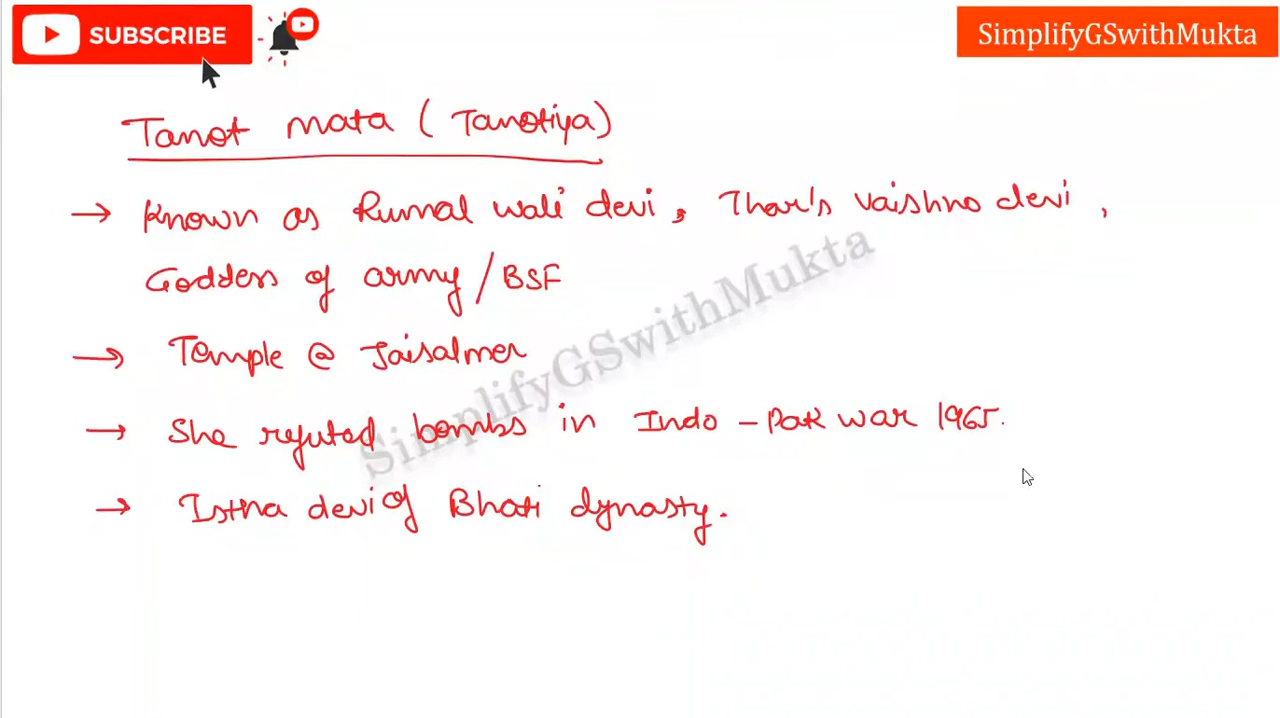 SUBSCRIBE
SimplifyGSwithMukta
Tanot mata (Tanotiya)
→ Known as Rumal wali devi, Thar's vaishno devi,
Goddess of army/BSF
→ Temple @ Jaisalmer
→ She refuted bombs in Indo-Pak war 1965.
→ Istha devi of Bhati dynasty.
SimplifyGSwithMukta